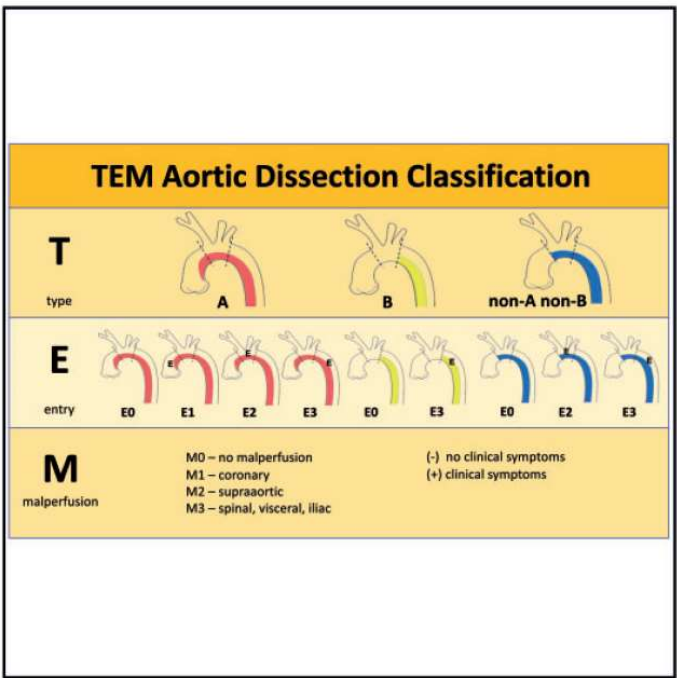 TEM Aortic Dissection Classification
T
type
A
B
non-A non-B
E
entry
E
E
E
E
E
E
E0
E1
E2
E3
E0
E3
E0
E2
E3
M
malperfusion
M0 – no malperfusion
M1 – coronary
M2 – supraaortic
M3 – spinal, visceral, iliac
(-) no clinical symptoms
(+) clinical symptoms